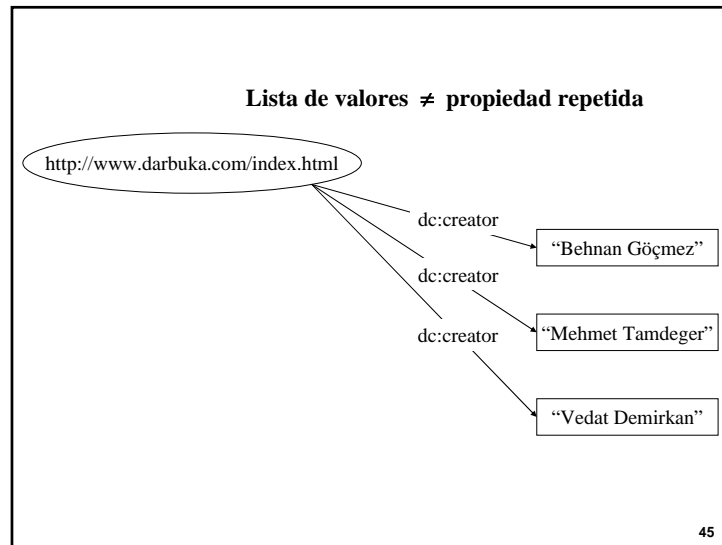 Lista de valores ≠ propiedad repetida
http://www.darbuka.com/index.html
dc:creator
“Behnan Göçmez”
dc:creator
“Mehmet Tamdeger”
dc:creator
“Vedat Demirkan”
45